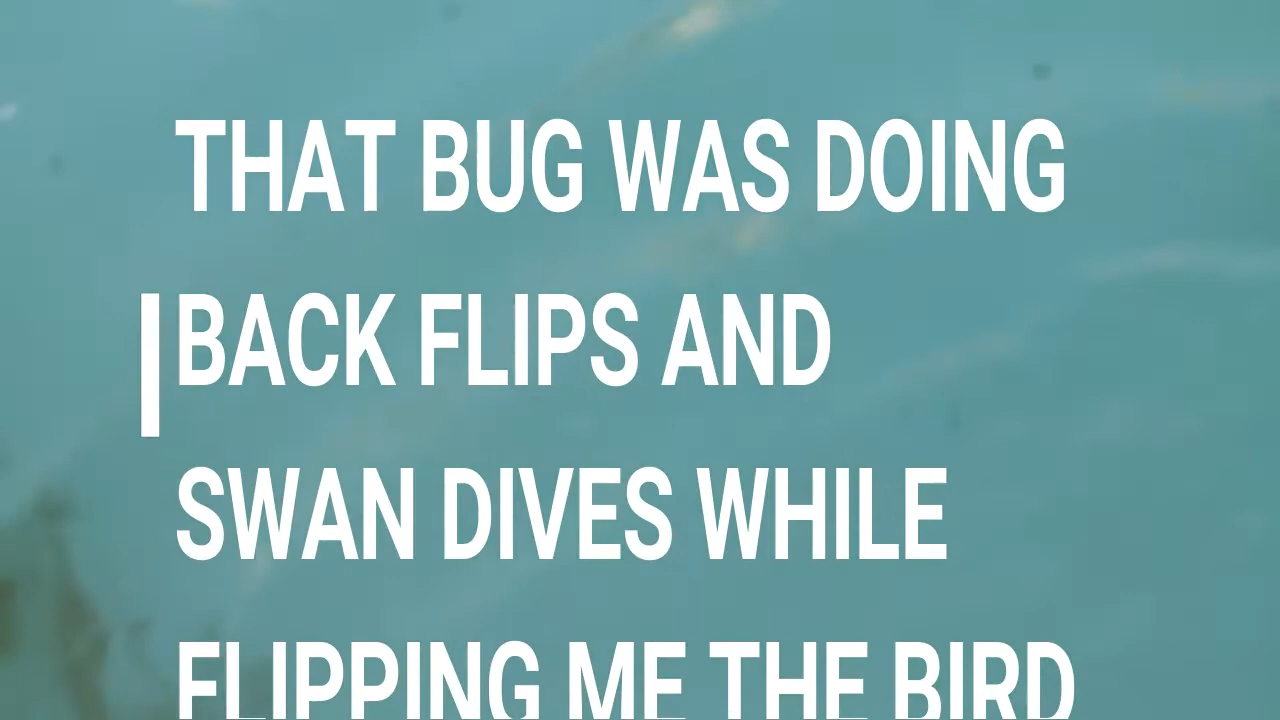 THAT BUG WAS DOING
BACK FLIPS AND
SWAN DIVES WHILE
FLIPPING ME THE BIRD